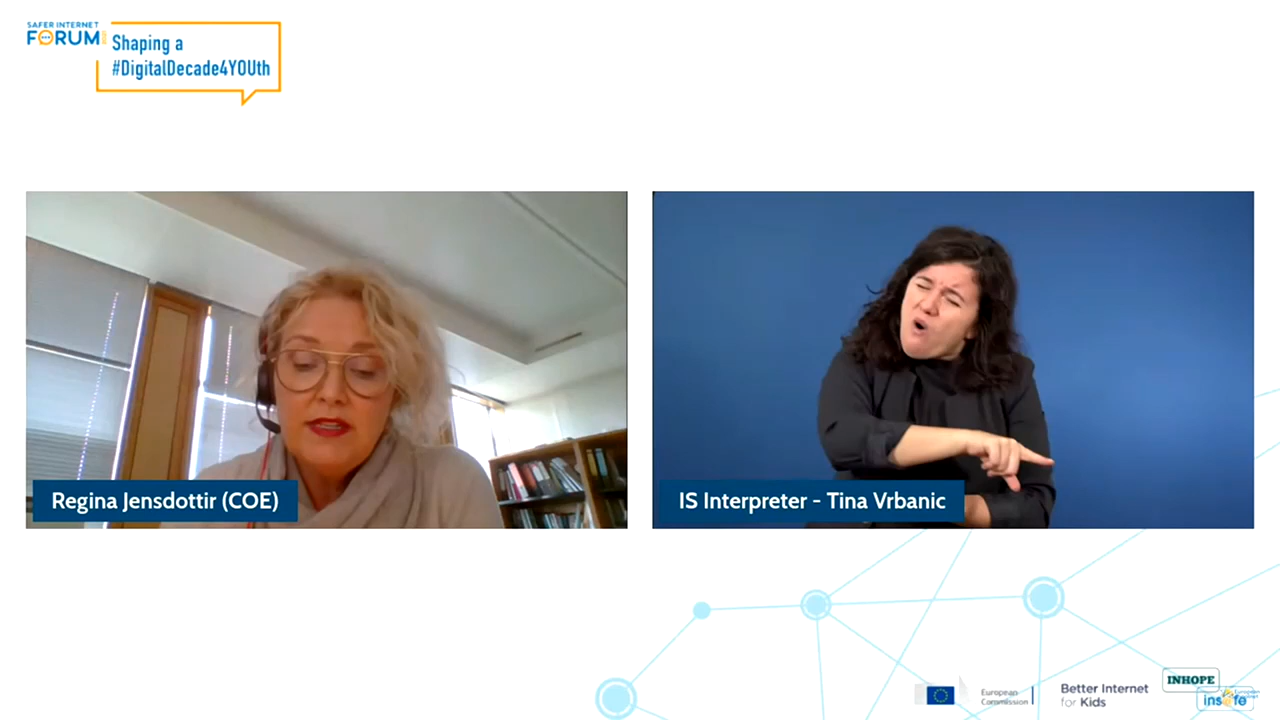 SAFER INTERNET
FORUM
Shaping a
#DigitalDecade4YOUth
Regina Jensdottir (COE)
IS Interpreter - Tina Vrbanic
European
Commission
Better Internet
for Kids
INHOPE
insafe